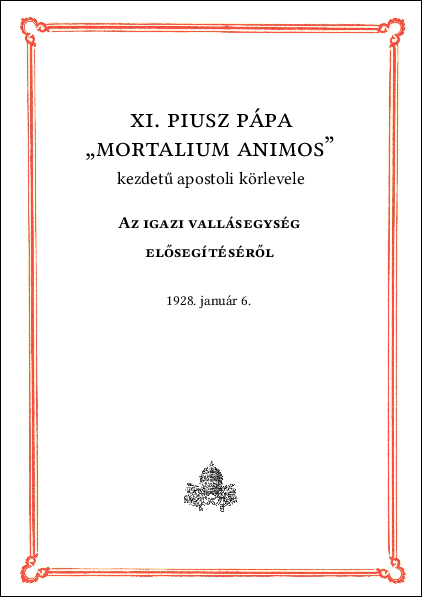 XI. PIUSZ PÁPA
„MORTALIUM ANIMOS”
kezdetű apostoli körlevele
Az igazi vallásegység
elősegítéséről
1928. január 6.